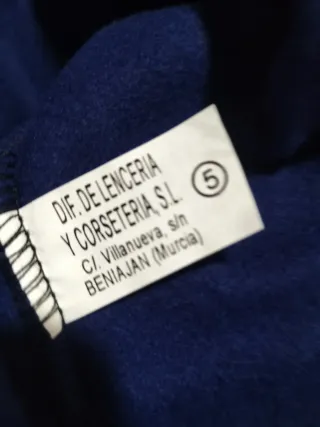 DIF. DE LENCERIA
Y CORSETERIA, S.L.
C/. Villanueva, s/n
BENIAJAN (Murcia)
5